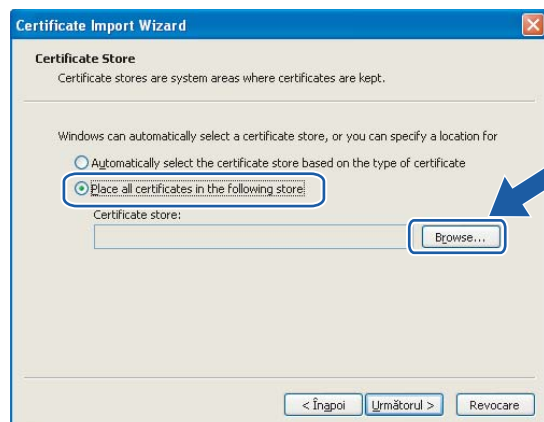 Certificate Import Wizard
Certificate Store
Certificate stores are system areas where certificates are kept.
Windows can automatically select a certificate store, or you can specify a location for
Automatically select the certificate store based on the type of certificate
Place all certificates in the following store
Certificate store:
Browse...
< Înapoi
Următorul >
Revocare